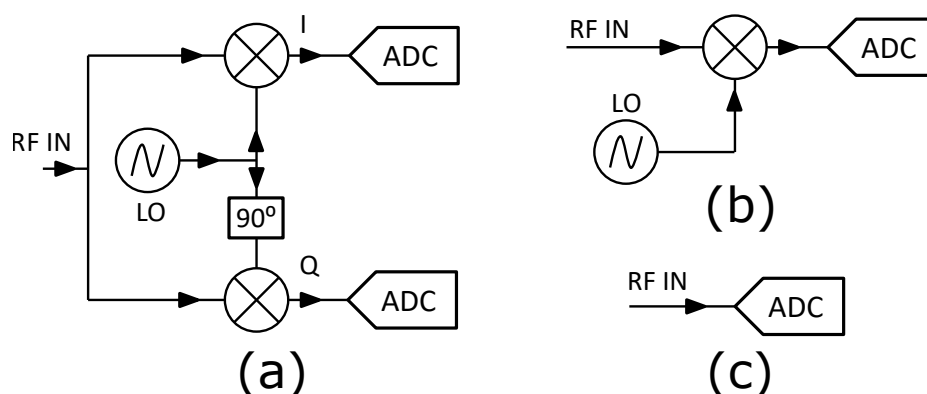 I
ADC
RF IN
LO
90º
Q
ADC
(a)
RF IN
ADC
LO
(b)
RF IN
ADC
(c)